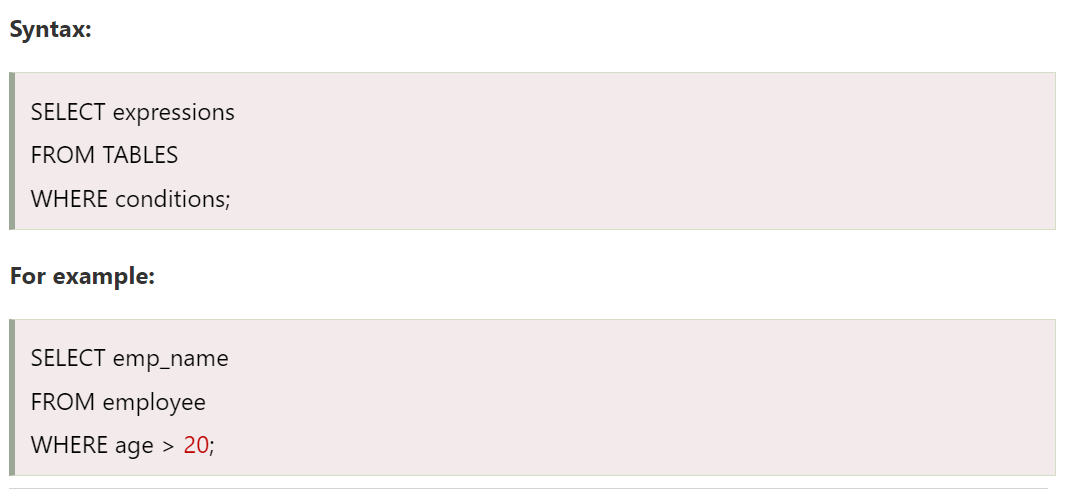 Syntax:
SELECT expressions
FROM TABLES
WHERE conditions;
For example:
SELECT emp_name
FROM employee
WHERE age > 20;